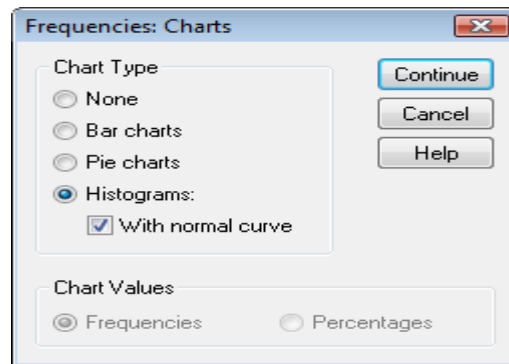 Frequencies: Charts
Chart Type
None
Bar charts
Pie charts
Histograms:
With normal curve
Continue
Cancel
Help
Chart Values
Frequencies
Percentages